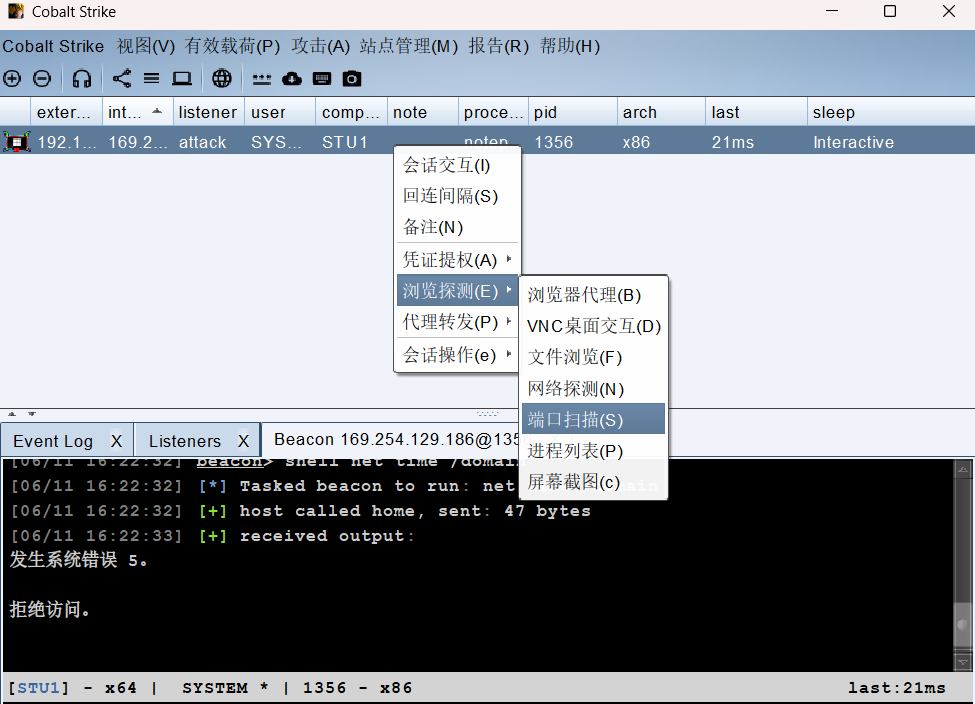 Cobalt Strike
Cobalt Strike 视图(V) 有效载荷(P) 攻击(A) 站点管理(M) 报告(R) 帮助(H)
exter... int... listener user comp... note proce... pid arch last sleep
192.1... 169.2... attack SYS... STU1 notep 1356 x86 21ms Interactive
会话交互(I)
回连间隔(S)
备注(N)
凭证提权(A)
浏览探测(E)
代理转发(P)
会话操作(e)
浏览器代理(B)
VNC桌面交互(D)
文件浏览(F)
网络探测(N)
端口扫描(S)
进程列表(P)
屏幕截图(c)
Event Log X Listeners X Beacon 169.254.129.186@135
[06/11 16:22:32] beacon> shell net time /domain
[06/11 16:22:32] [*] Tasked beacon to run: net main
[06/11 16:22:32] [+] host called home, sent: 47 bytes
[06/11 16:22:33] [+] received output:
发生系统错误 5。
拒绝访问。
[STU1] - x64 | SYSTEM * | 1356 - x86 last:21ms